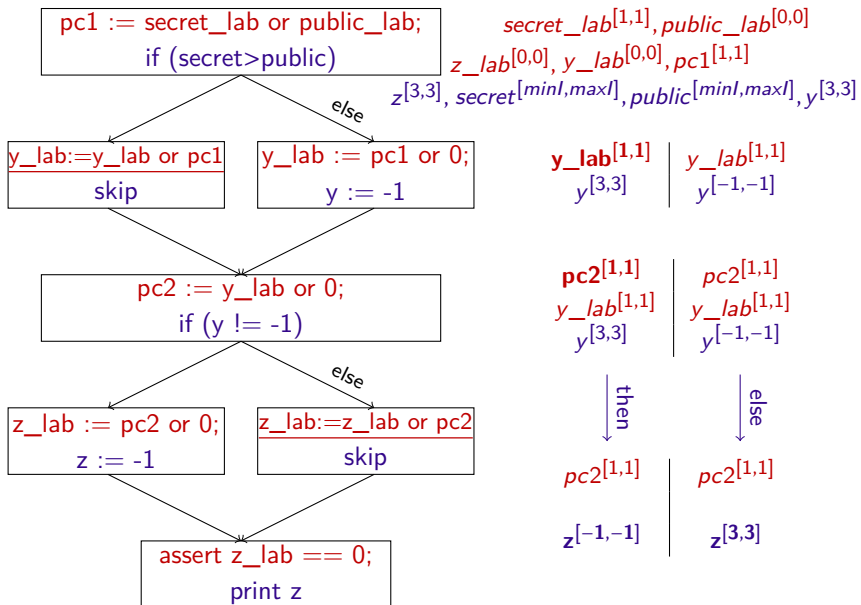 pc1 := secret_lab or public_lab;
if (secret>public)
secret_lab[1,1], public_lab[0,0]
z_lab[0,0], y_lab[0,0], pc1[1,1]
z[3,3], secret[minI,maxI], public[minI,maxI], y[3,3]
else
y_lab:=y_lab or pc1
skip
y_lab := pc1 or 0;
y := -1
y_lab[1,1] y_lab[1,1]
y[3,3] y[-1,-1]
pc2 := y_lab or 0;
if (y != -1)
pc2[1,1] pc2[1,1]
y_lab[1,1] y_lab[1,1]
y[3,3] y[-1,-1]
else
then
else
z_lab := pc2 or 0;
z := -1
z_lab:=z_lab or pc2
skip
pc2[1,1] pc2[1,1]
z[-1,-1] z[3,3]
assert z_lab == 0;
print z